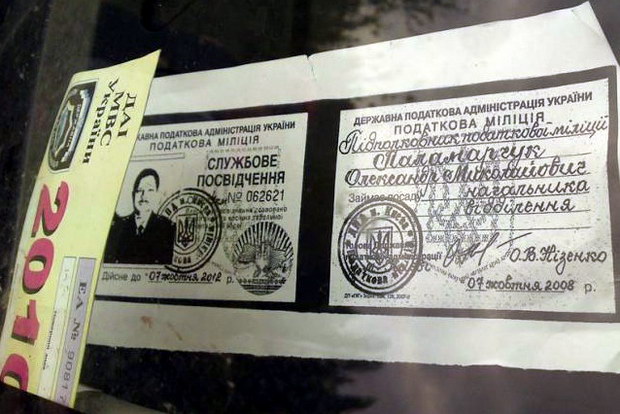 ДАІ
МВС
України
2010
ЕА №
ДЕРЖАВНА ПОДАТКОВА АДМІНІСТРАЦІЯ УКРАЇНИ
ПОДАТКОВА МІЛІЦІЯ
СЛУЖБОВЕ
ПОСВІДЧЕННЯ
№ 062621
Дійсне до 07 жовтня 2012
ДЕРЖАВНА ПОДАТКОВА АДМІНІСТРАЦІЯ УКРАЇНИ
ПОДАТКОВА МІЛІЦІЯ
Підполковник податкової міліції
Паламарчук
Олександр Миколайович
Займає посаду начальника
відділення
О.В.Нізенко
07 жовтня 2008 р.